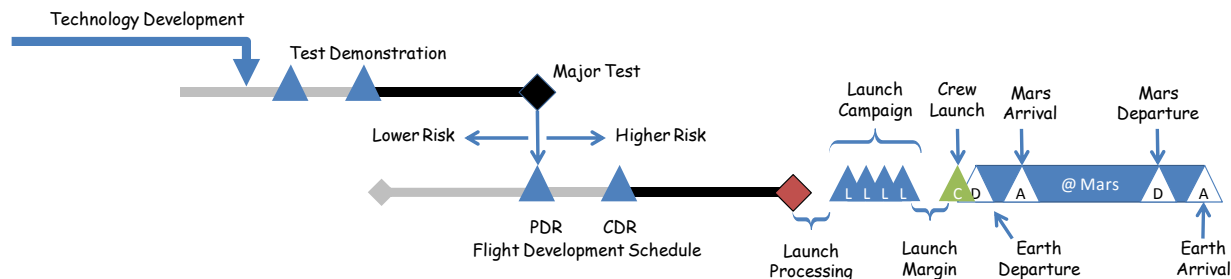 Technology Development
Test Demonstration
Major Test
Lower Risk
Higher Risk
Launch
Campaign
Crew
Launch
Mars
Arrival
Mars
Departure
L L L L
C D A @ Mars D A
PDR CDR
Flight Development Schedule
Launch
Processing
Launch
Margin
Earth
Departure
Earth
Arrival